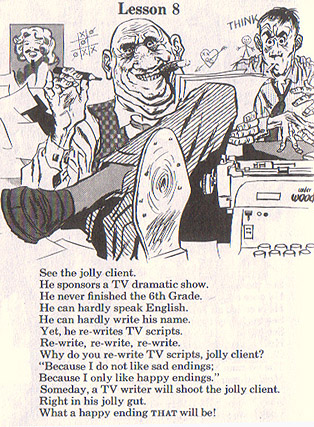 Lesson 8
THINK
X O
O X
O X X
under
WOOD
See the jolly client.
He sponsors a TV dramatic show.
He never finished the 6th Grade.
He can hardly speak English.
He can hardly write his name.
Yet, he re-writes TV scripts.
Re-write, re-write, re-write.
Why do you re-write TV scripts, jolly client?
"Because I do not like sad endings;
Because I only like happy endings."
Someday, a TV writer will shoot the jolly client.
Right in his jolly gut.
What a happy ending THAT will be!